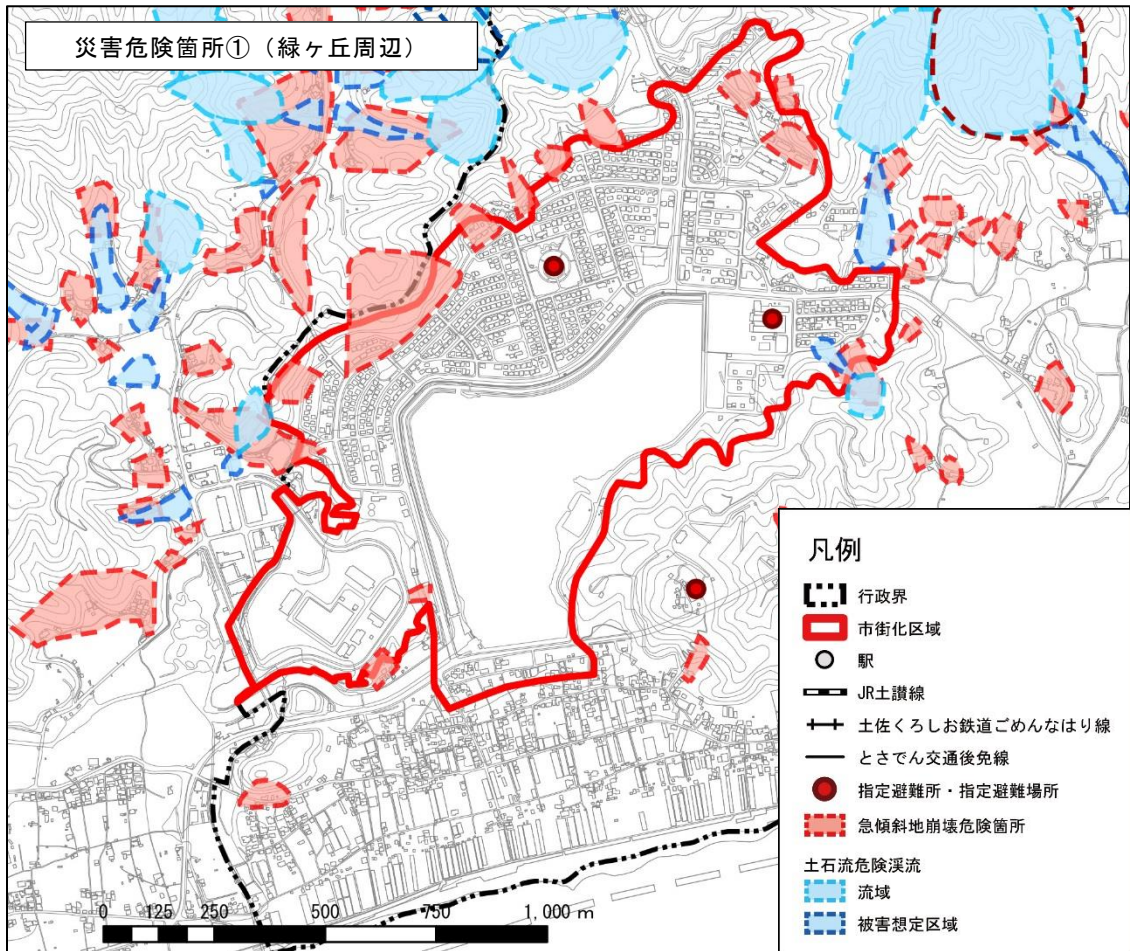 災害危険箇所①（緑ヶ丘周辺）
凡例
行政界
市街化区域
駅
JR土讃線
土佐くろしお鉄道ごめんなはり線
とさでん交通後免線
指定避難所・指定避難場所
急傾斜地崩壊危険箇所
土石流危険渓流
流域
被害想定区域
0 125 250 500 750 1,000 m